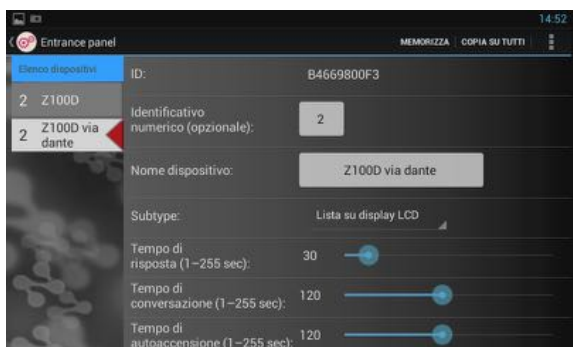 14:52
Entrance panel
MEMORIZZA
COPIA SU TUTTI
Elenco dispositivi
2 Z100D
2 Z100D via
dante
ID:
B4669800F3
Identificativo
numerico (opzionale):
2
Nome dispositivo:
Z100D via dante
Subtype:
Lista su display LCD
Tempo di
risposta (1–255 sec):
30
Tempo di
conversazione (1–255 sec):
120
Tempo di
autoaccensione (1–255 sec):
120